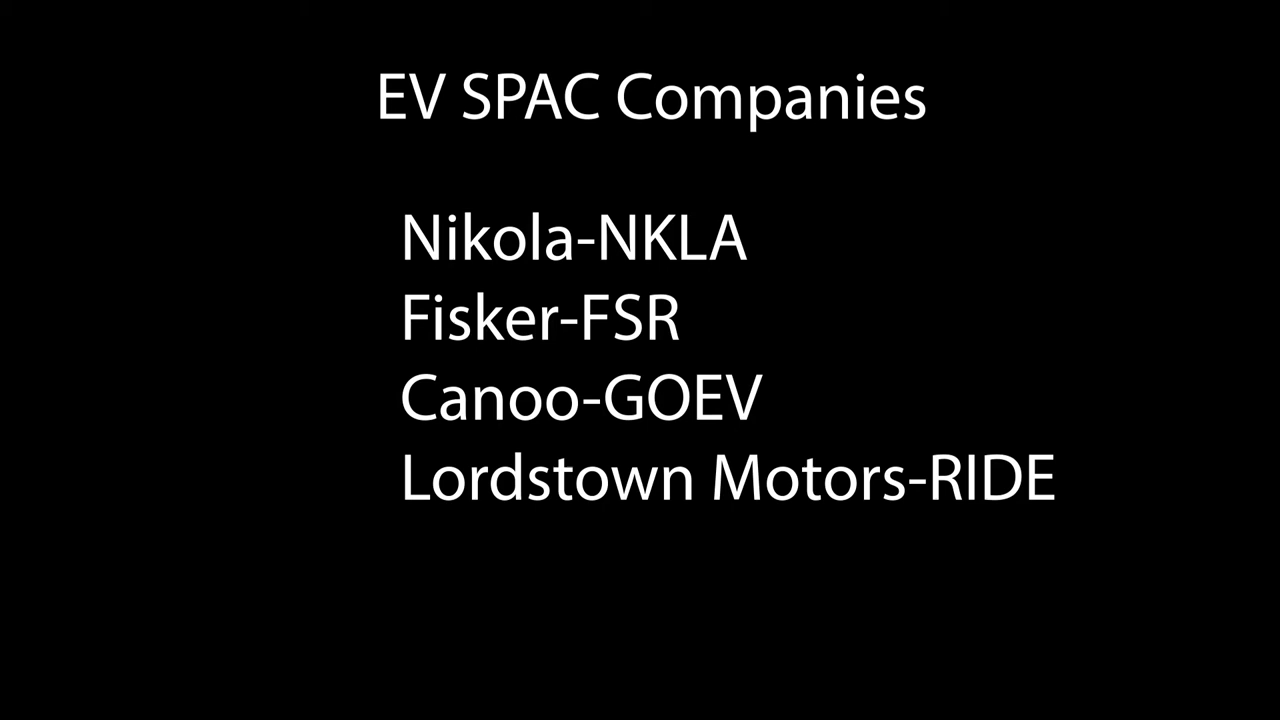 EV SPAC Companies
Nikola-NKLA
Fisker-FSR
Canoo-GOEV
Lordstown Motors-RIDE